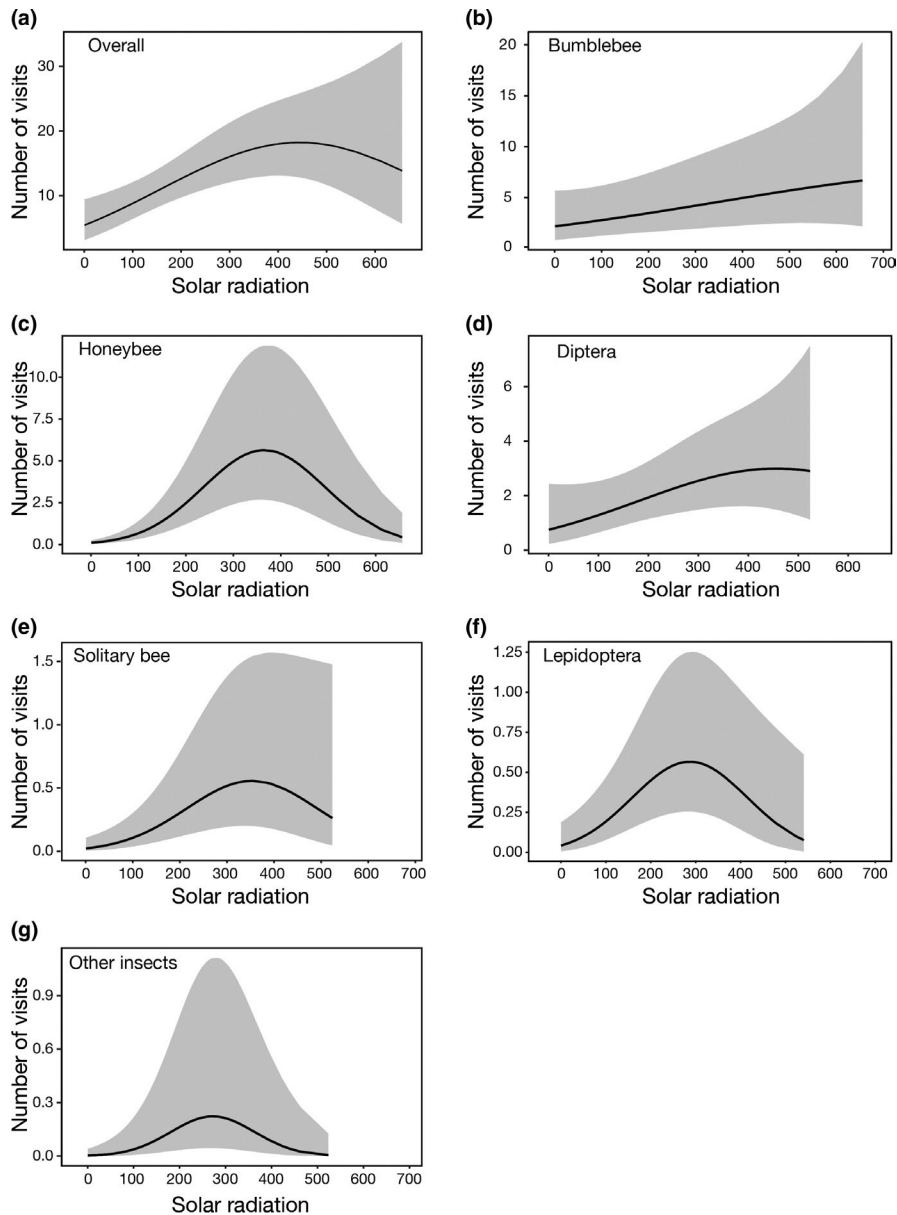 (a)
Overall
Number of visits
30
20
10
0 100 200 300 400 500 600
Solar radiation
(b)
Bumblebee
Number of visits
20
15
10
5
0
0 100 200 300 400 500 600 700
Solar radiation
(c)
Honeybee
Number of visits
10.0
7.5
5.0
2.5
0.0
0 100 200 300 400 500 600
Solar radiation
(d)
Diptera
Number of visits
6
4
2
0
0 100 200 300 400 500 600
Solar radiation
(e)
Solitary bee
Number of visits
1.5
1.0
0.5
0.0
0 100 200 300 400 500 600 700
Solar radiation
(f)
Lepidoptera
Number of visits
1.25
1.00
0.75
0.50
0.25
0.00
0 100 200 300 400 500 600 700
Solar radiation
(g)
Other insects
Number of visits
0.9
0.6
0.3
0.0
0 100 200 300 400 500 600 700
Solar radiation